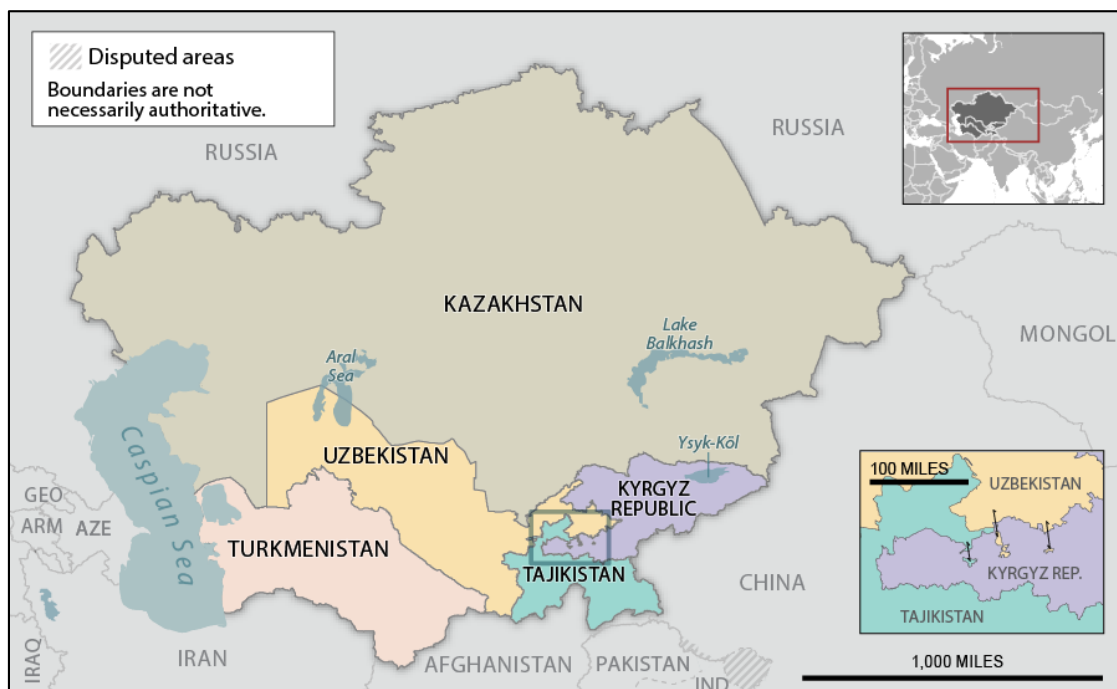 Disputed areas
Boundaries are not
necessarily authoritative.
RUSSIA
RUSSIA
KAZAKHSTAN
MONGOL
Aral
Sea
Lake
Balkhash
Caspian Sea
UZBEKISTAN
Ysyk-Köl
KYRGYZ
REPUBLIC
GEO
ARM
AZE
TURKMENISTAN
TAJIKISTAN
CHINA
IRAQ
IRAN
AFGHANISTAN
PAKISTAN
IND
100 MILES
UZBEKISTAN
KYRGYZ REP.
TAJIKISTAN
1,000 MILES